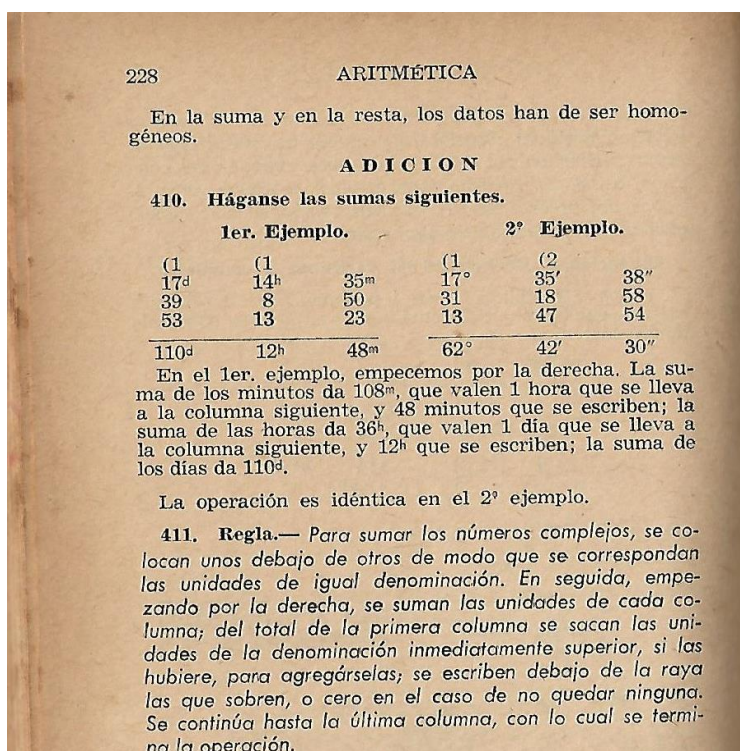 228 ARITMÉTICA
En la suma y en la resta, los datos han de ser homo-
géneos.
ADICION
410. Háganse las sumas siguientes.
1er. Ejemplo. 2º Ejemplo.
(1 (1 (1 (2
17ᵈ 14ʰ 35ᵐ 17° 35′ 38″
39 8 50 31 18 58
53 13 23 13 47 54
110ᵈ 12ʰ 48ᵐ 62° 42′ 30″
En el 1er. ejemplo, empecemos por la derecha. La su-
ma de los minutos da 108ᵐ, que valen 1 hora que se lleva
a la columna siguiente, y 48 minutos que se escriben; la
suma de las horas da 36ʰ, que valen 1 día que se lleva a
la columna siguiente, y 12ʰ que se escriben; la suma de
los días da 110ᵈ.
La operación es idéntica en el 2º ejemplo.
411. Regla.— Para sumar los números complejos, se co-
locan unos debajo de otros de modo que se correspondan
las unidades de igual denominación. En seguida, empe-
zando por la derecha, se suman las unidades de cada co-
lumna; del total de la primera columna se sacan las uni-
dades de la denominación inmediatamente superior, si las
hubiere, para agregárselas; se escriben debajo de la raya
las que sobren, o cero en el caso de no quedar ninguna.
Se continúa hasta la última columna, con lo cual se termi-
na la operación.